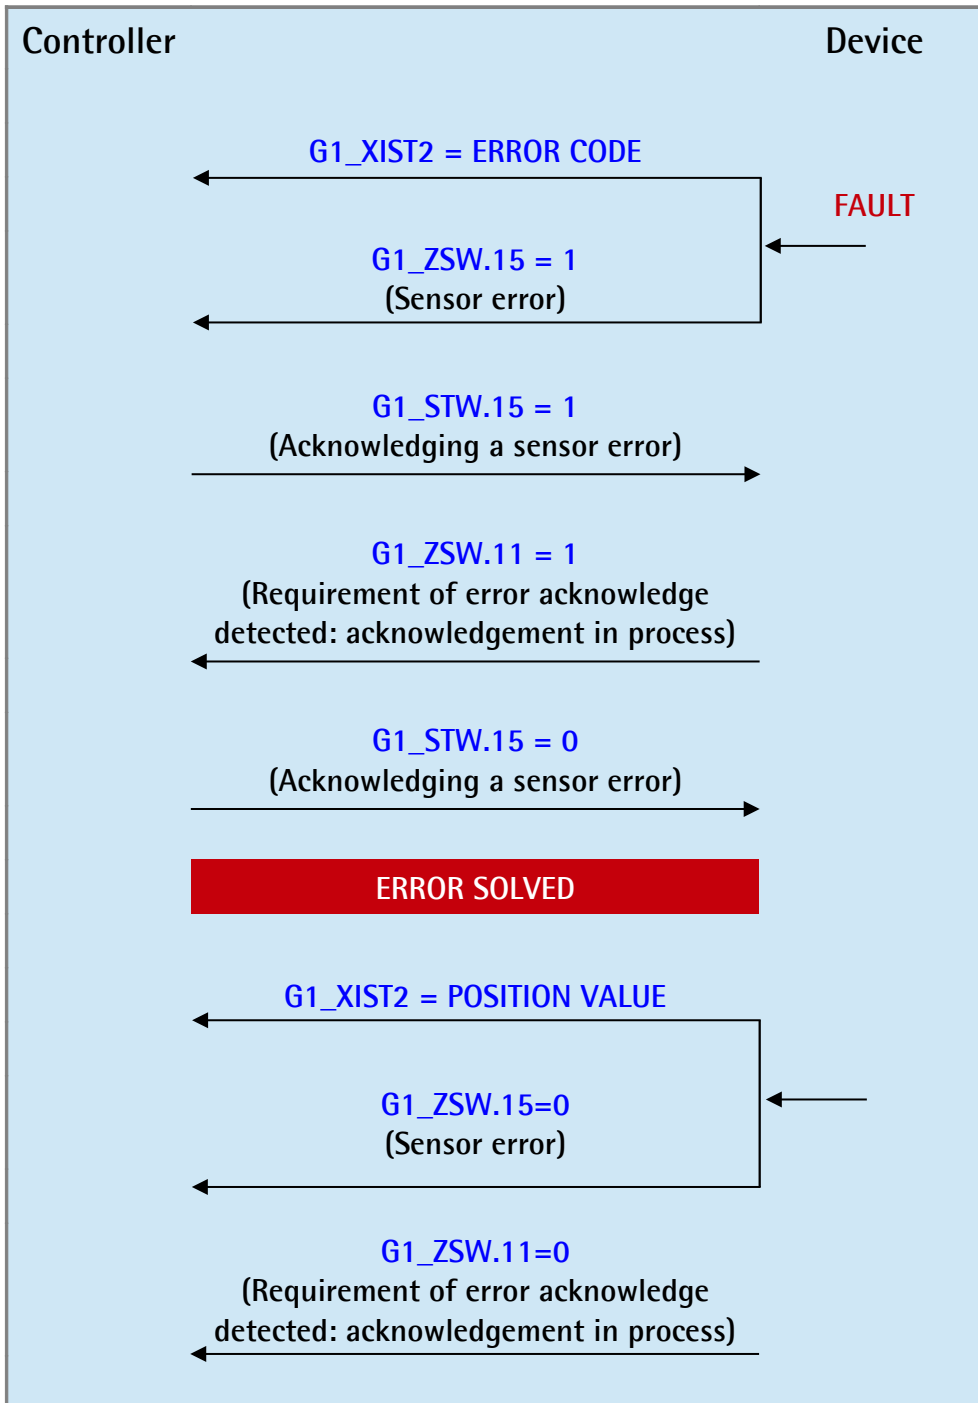 Controller
Device
G1_XIST2 = ERROR CODE
FAULT
G1_ZSW.15 = 1
(Sensor error)
G1_STW.15 = 1
(Acknowledging a sensor error)
G1_ZSW.11 = 1
(Requirement of error acknowledge
detected: acknowledgement in process)
G1_STW.15 = 0
(Acknowledging a sensor error)
ERROR SOLVED
G1_XIST2 = POSITION VALUE
G1_ZSW.15=0
(Sensor error)
G1_ZSW.11=0
(Requirement of error acknowledge
detected: acknowledgement in process)